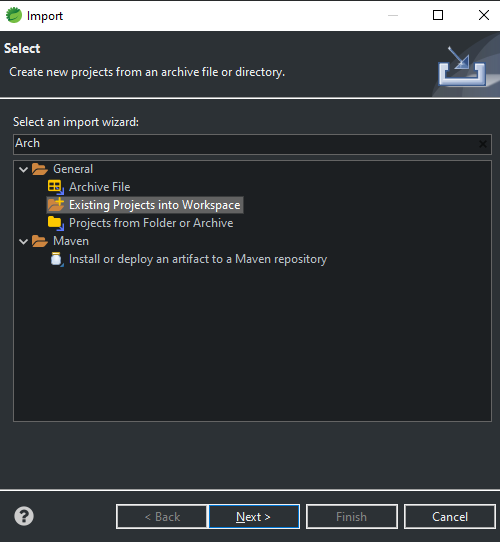 Import
Select
Create new projects from an archive file or directory.
Select an import wizard:
Arch
General
Archive File
Existing Projects into Workspace
Projects from Folder or Archive
Maven
Install or deploy an artifact to a Maven repository
? < Back Next > Finish Cancel